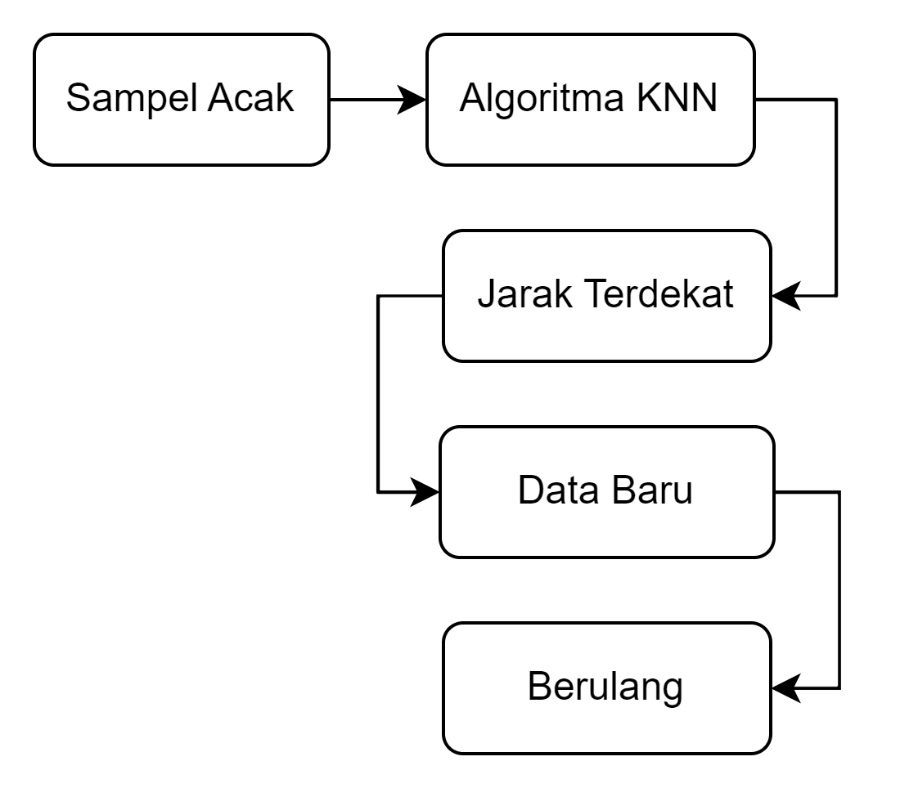 Sampel Acak
Algoritma KNN
Jarak Terdekat
Data Baru
Berulang